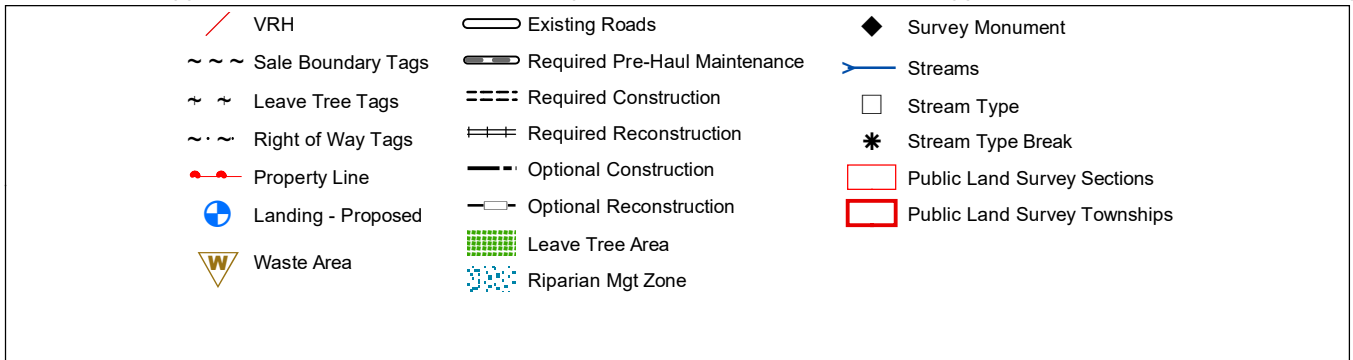 VRH
Sale Boundary Tags
Leave Tree Tags
Right of Way Tags
Property Line
Landing - Proposed
W
Waste Area
Existing Roads
Required Pre-Haul Maintenance
Required Construction
Required Reconstruction
Optional Construction
Optional Reconstruction
Leave Tree Area
Riparian Mgt Zone
Survey Monument
Streams
Stream Type
Stream Type Break
Public Land Survey Sections
Public Land Survey Townships